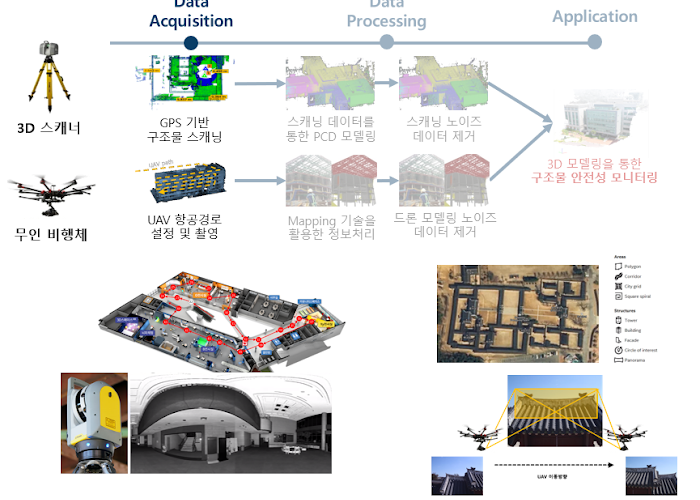 Data
Acquisition
Data
Processing
Application
3D 스캐너
GPS 기반
구조물 스캐닝
스캐닝 데이터를
통한 PCD 모델링
스캐닝 노이즈
데이터 제거
3D 모델링을 통한
구조물 안전성 모니터링
UAV path
무인 비행체
UAV 항공경로
설정 및 촬영
Mapping 기술을
활용한 정보처리
드론 모델링 노이즈
데이터 제거
Areas
Polygon
Corridor
City grid
Square spiral
Structures
Tower
Building
Facade
Circle of interest
Panorama
UAV 이동방향